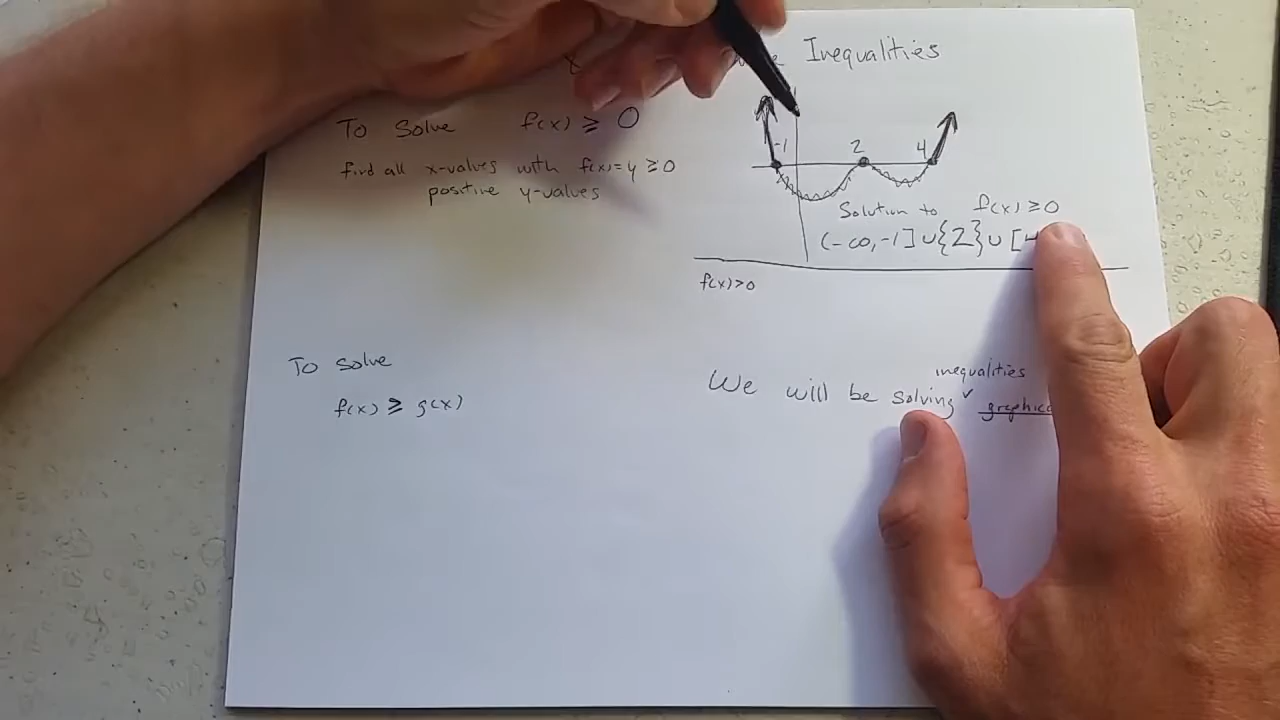 Inequalities
To solve f(x) ≥ 0
find all x-values with f(x)=y ≥0
positive y-values
-1 2 4
Solution to f(x) ≥0
(-∞,-1]∪{2}∪[4
f(x)>0
To solve
f(x) ≥ g(x)
inequalities
We will be solving ˅